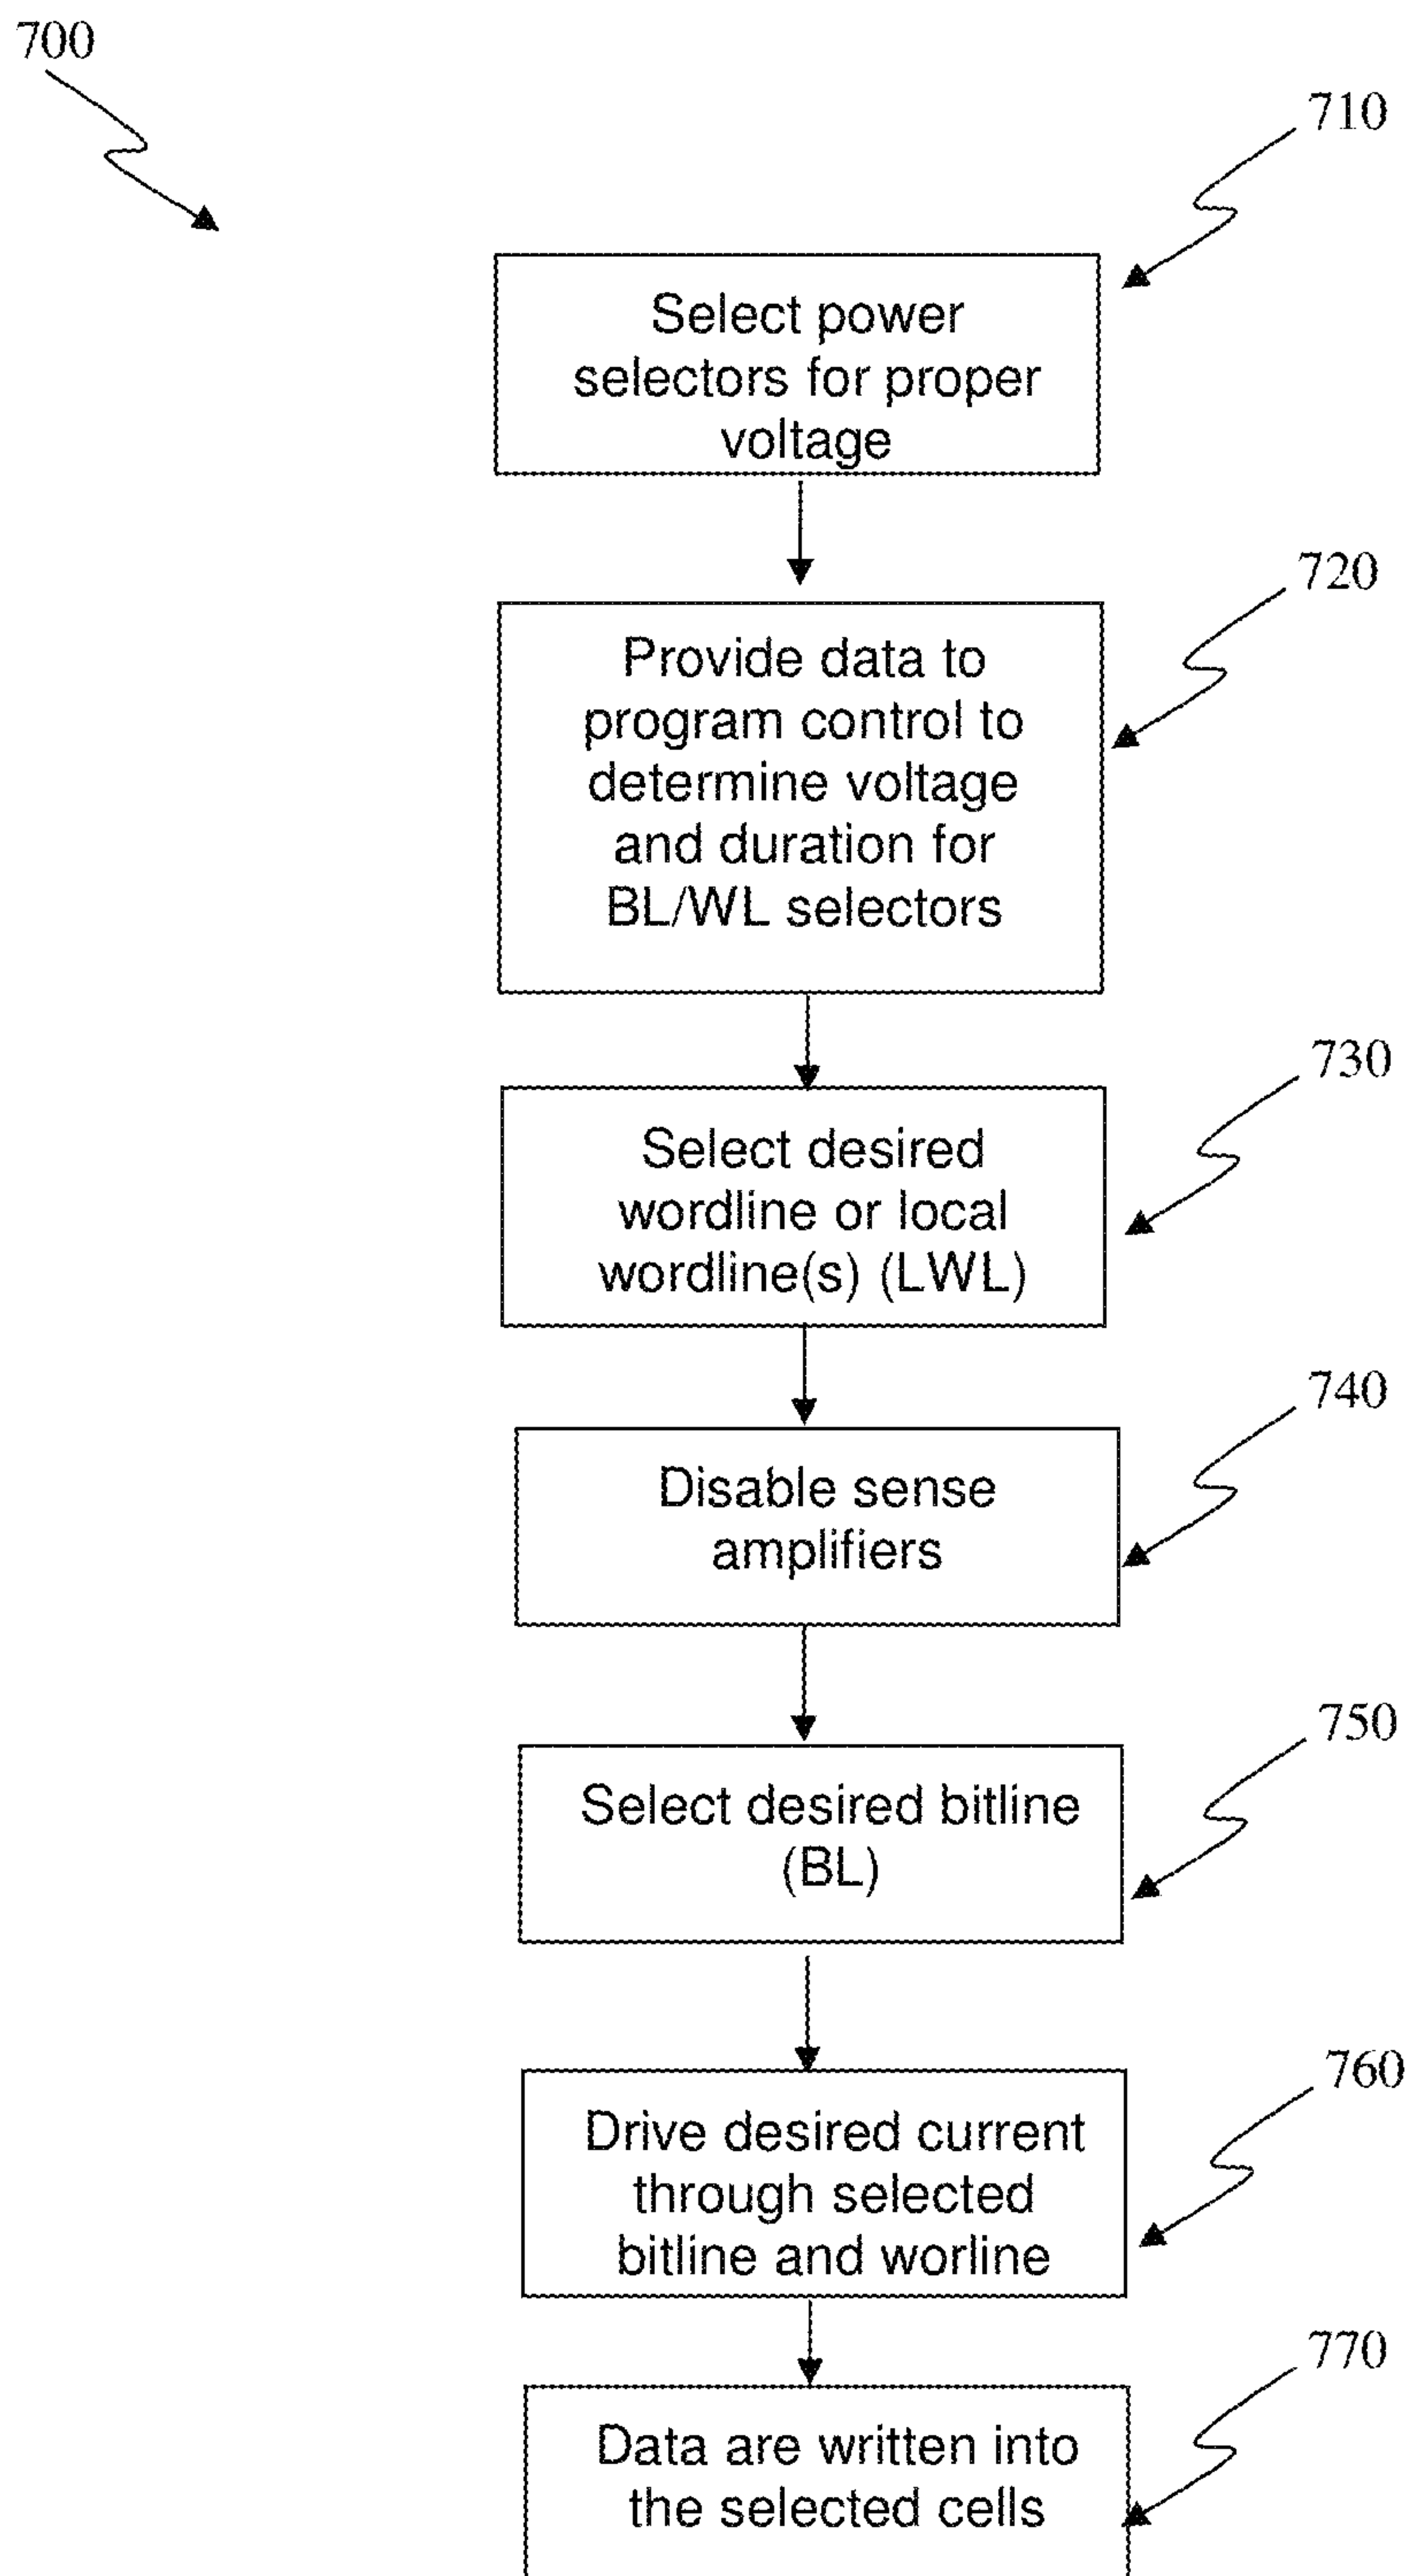 700
710
Select power
selectors for proper
voltage
720
Provide data to
program control to
determine voltage
and duration for
BL/WL selectors
730
Select desired
wordline or local
wordline(s) (LWL)
740
Disable sense
amplifiers
750
Select desired bitline
(BL)
760
Drive desired current
through selected
bitline and worline
770
Data are written into
the selected cells